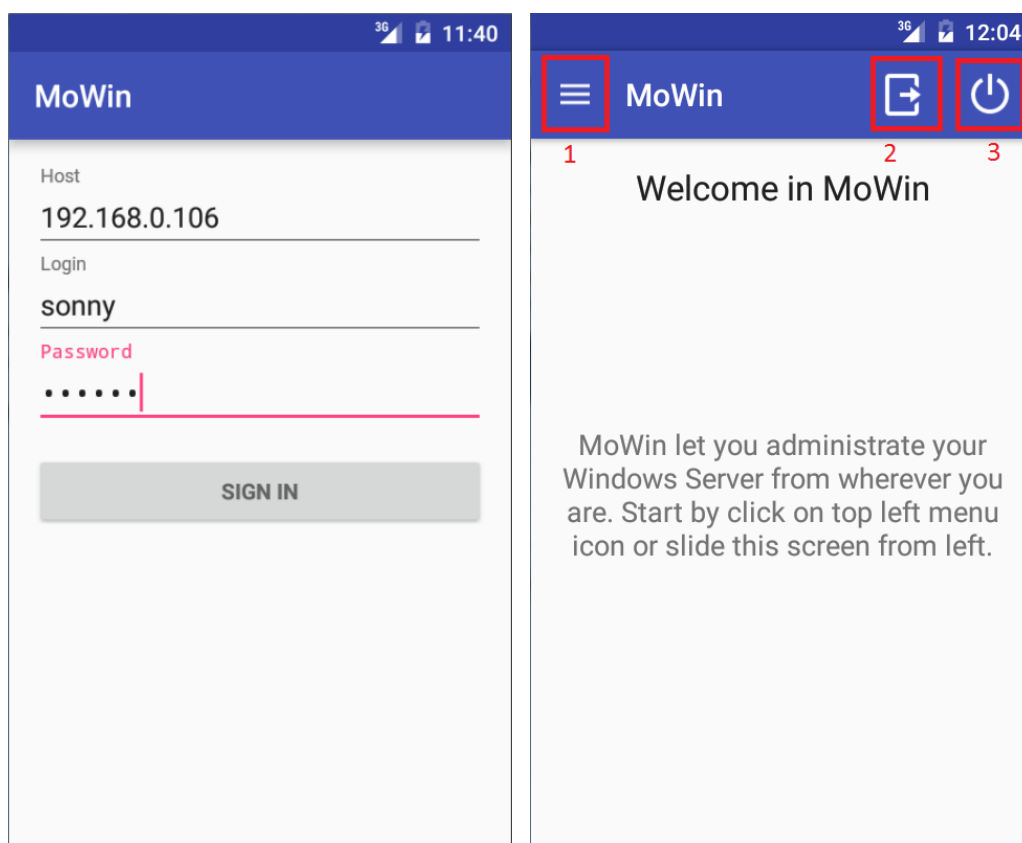 3G 11:40
MoWin
Host
192.168.0.106
Login
sonny
Password
••••••
SIGN IN
3G 12:04
MoWin
1
2
3
Welcome in MoWin
MoWin let you administrate your
Windows Server from wherever you
are. Start by click on top left menu
icon or slide this screen from left.